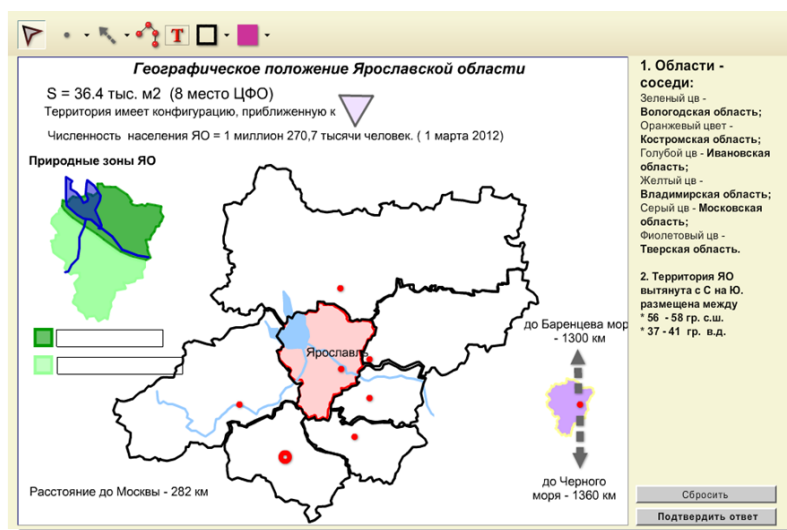 T
Географическое положение Ярославской области
S = 36.4 тыс. м2 (8 место ЦФО)
Территория имеет конфигурацию, приближенную к
Численность населения ЯО = 1 миллион 270,7 тысячи человек. ( 1 марта 2012)
Природные зоны ЯО
Ярославль
до Баренцева мор
- 1300 км
до Черного
моря - 1360 км
Расстояние до Москвы - 282 км
1. Области -
соседи:
Зеленый цв -
Вологодская область;
Оранжевый цвет -
Костромская область;
Голубой цв - Ивановская
область;
Желтый цв -
Владимирская область;
Серый цв - Московская
область;
Фиолетовый цв -
Тверская область.
2. Территория ЯО
вытянута с С на Ю.
размещена между
* 56 - 58 гр. с.ш.
* 37 - 41 гр. в.д.
Сбросить
Подтвердить ответ